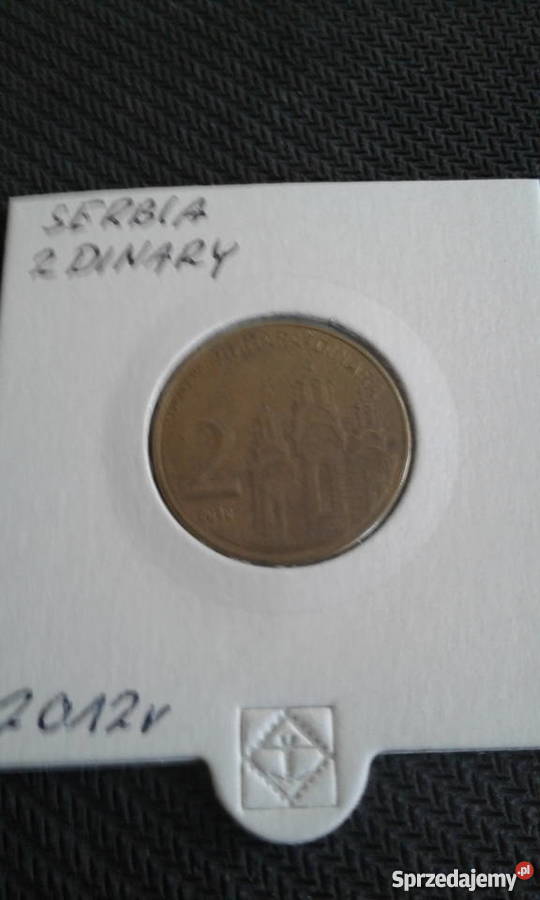 SERBIA
2 DINARY
2
2012r
Sprzedajemy.pl